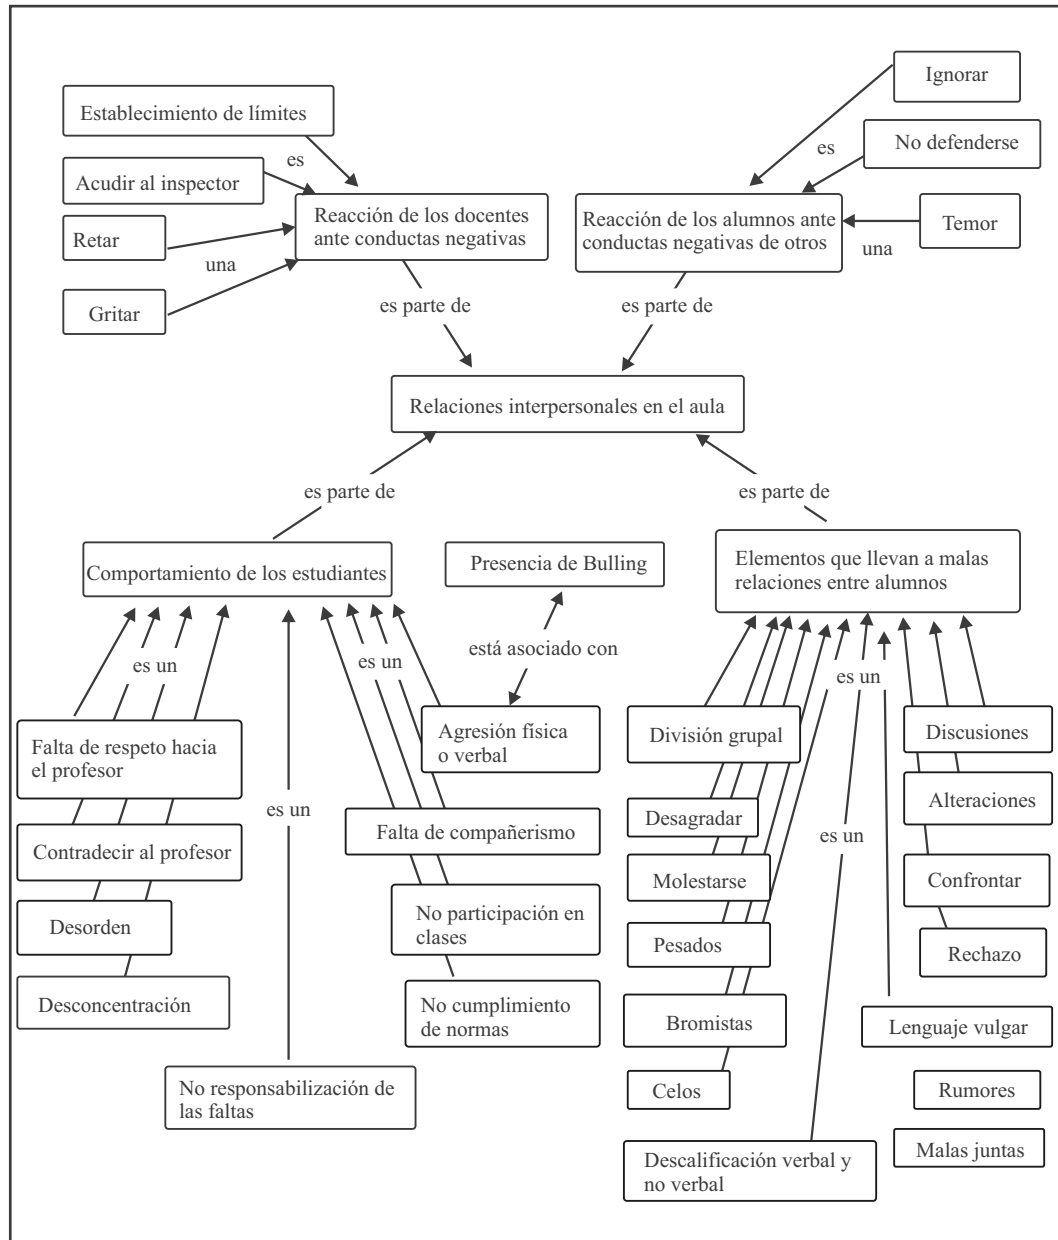 Ignorar
Establecimiento de límites
No defenderse
es
es
Acudir al inspector
Reacción de los docentes
ante conductas negativas
Reacción de los alumnos ante
conductas negativas de otros
Temor
Retar
una
una
Gritar
es parte de
es parte de
Relaciones interpersonales en el aula
es parte de
es parte de
Comportamiento de los estudiantes
Presencia de Bulling
Elementos que llevan a malas
relaciones entre alumnos
está asociado con
es un
es un
es un
Falta de respeto hacia
el profesor
Agresión física
o verbal
División grupal
Discusiones
es un
Desagradar
es un
Alteraciones
Contradecir al profesor
Falta de compañerismo
Molestarse
Confrontar
Desorden
No participación en
clases
Pesados
Rechazo
Desconcentración
No cumplimiento
de normas
Bromistas
Lenguaje vulgar
No responsabilización de
las faltas
Celos
Rumores
Descalificación verbal y
no verbal
Malas juntas